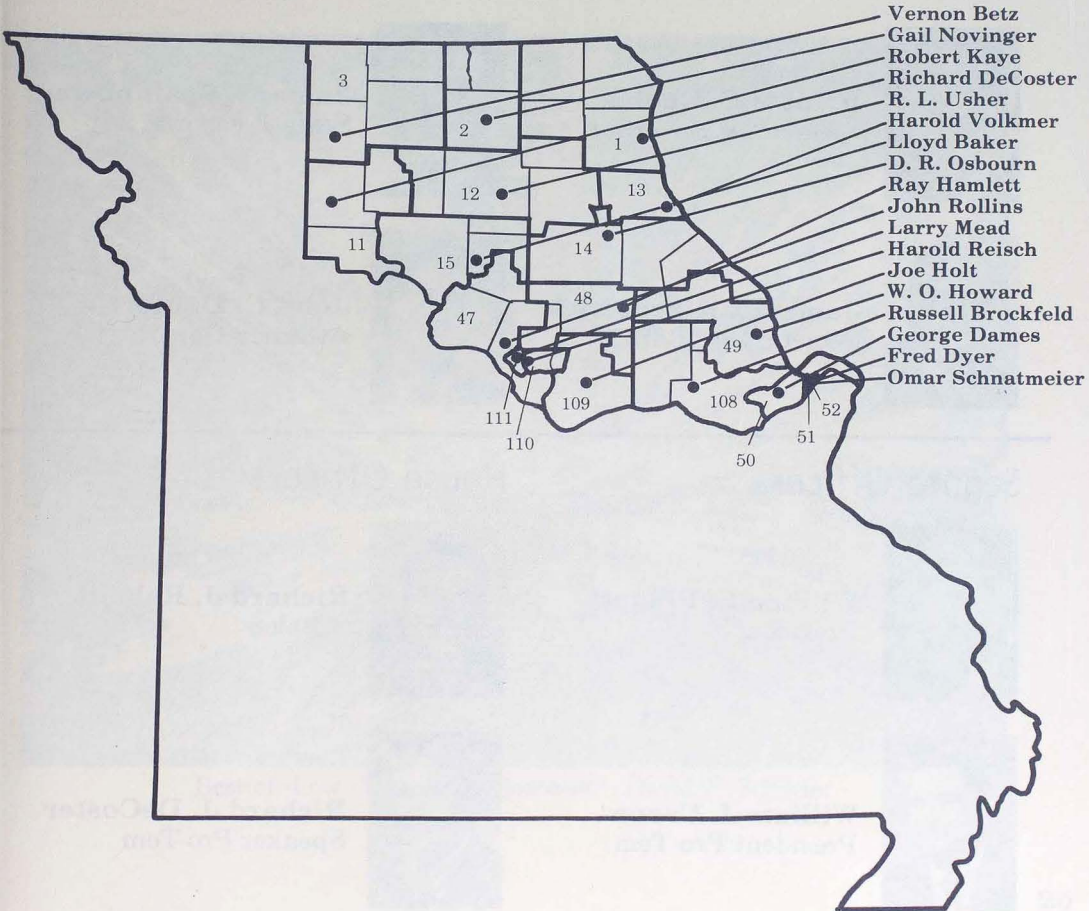 Vernon Betz
Gail Novinger
Robert Kaye
Richard DeCoster
R. L. Usher
Harold Volkmer
Lloyd Baker
D. R. Osbourn
Ray Hamlett
John Rollins
Larry Mead
Harold Reisch
Joe Holt
W. O. Howard
Russell Brockfeld
George Dames
Fred Dyer
Omar Schnatmeier
3
2
1
12
13
11
15
14
47
48
49
111
110
109
108
50
51
52
Richard J. DeCoster
Speaker Pro Tem
President Pro Tem